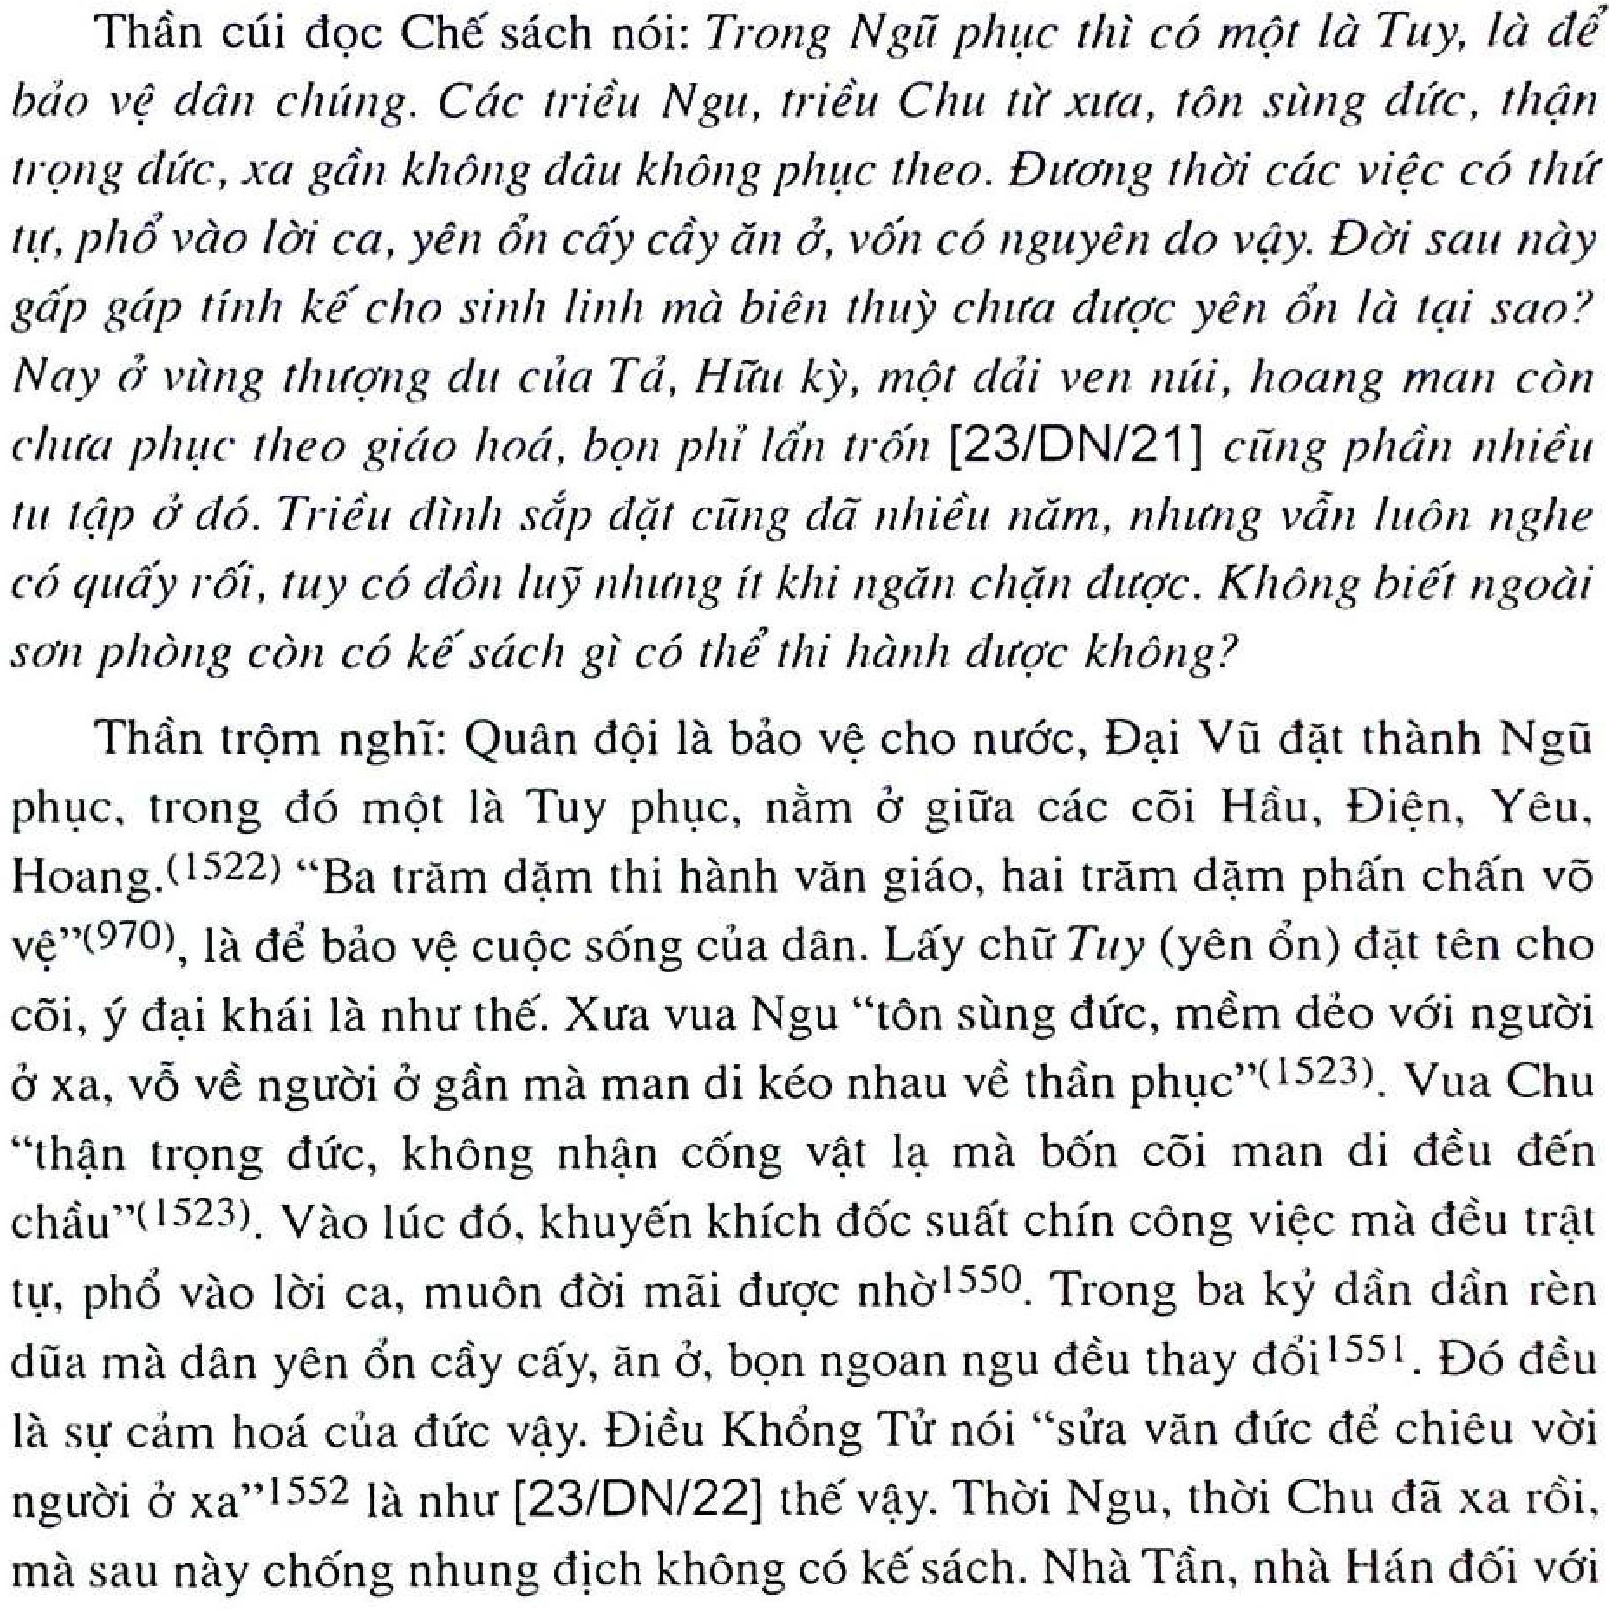 Thần cúi đọc Chế sách nói: Trong Ngũ phục thì có một là Tuy, là để
bảo vệ dân chúng. Các triều Ngu, triều Chu từ xưa, tôn sùng đức, thận
trọng đức, xa gần không đâu không phục theo. Đương thời các việc có thứ
tự, phổ vào lời ca, yên ổn cấy cầy ăn ở, vốn có nguyên do vậy. Đời sau này
gấp gáp tính kế cho sinh linh mà biên thuỳ chưa được yên ổn là tại sao?
Nay ở vùng thượng du của Tả, Hữu kỳ, một dải ven núi, hoang man còn
chưa phục theo giáo hoá, bọn phỉ lẩn trốn [23/DN/21] cũng phần nhiều
tu tập ở đó. Triều đình sắp đặt cũng đã nhiều năm, nhưng vẫn luôn nghe
có quấy rối, tuy có đồn luỹ nhưng ít khi ngăn chặn được. Không biết ngoài
sơn phòng còn có kế sách gì có thể thi hành được không?
Thần trộm nghĩ: Quân đội là bảo vệ cho nước, Đại Vũ đặt thành Ngũ
phục, trong đó một là Tuy phục, nằm ở giữa các cõi Hầu, Điện, Yêu,
Hoang.(1522) “Ba trăm dặm thi hành văn giáo, hai trăm dặm phấn chấn võ
vệ”(970), là để bảo vệ cuộc sống của dân. Lấy chữ Tuy (yên ổn) đặt tên cho
cõi, ý đại khái là như thế. Xưa vua Ngu “tôn sùng đức, mềm dẻo với người
ở xa, vỗ về người ở gần mà man di kéo nhau về thần phục”(1523). Vua Chu
“thận trọng đức, không nhận cống vật lạ mà bốn cõi man di đều đến
chầu”(1523). Vào lúc đó, khuyến khích đốc suất chín công việc mà đều trật
tự, phổ vào lời ca, muôn đời mãi được nhờ1550. Trong ba kỷ dần dần rèn
dũa mà dân yên ổn cầy cấy, ăn ở, bọn ngoan ngu đều thay đổi1551. Đó đều
là sự cảm hoá của đức vậy. Điều Khổng Tử nói “sửa văn đức để chiêu vời
người ở xa”1552 là như [23/DN/22] thế vậy. Thời Ngu, thời Chu đã xa rồi,
mà sau này chống nhung địch không có kế sách. Nhà Tần, nhà Hán đối với